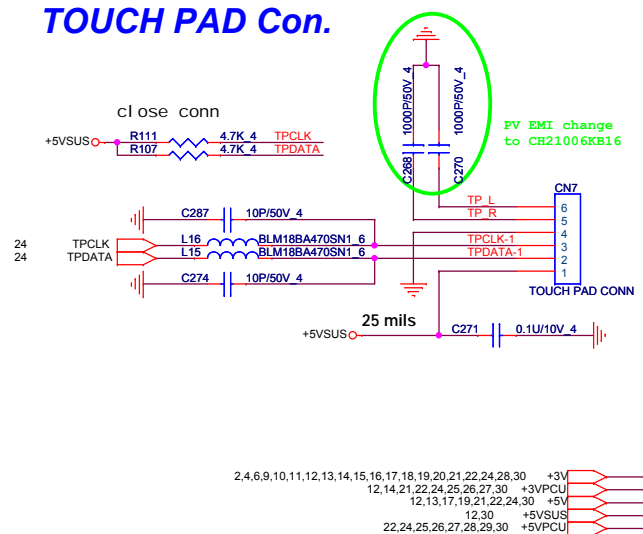 TOUCH PAD Con.
close conn
+5VSUS
R111 4.7K_4 TPCLK
R107 4.7K_4 TPDATA
1000P/50V_4
1000P/50V_4
C268
C270
PV EMI change
to CH21006KB16
CN7
TP_L 6
TP_R 5
4
TPCLK-1 3
TPDATA-1 2
1
TOUCH PAD CONN
C287 10P/50V_4
24 TPCLK L16 BLM18BA470SN1_6
24 TPDATA L15 BLM18BA470SN1_6
C274 10P/50V_4
+5VSUS 25 mils C271 0.1U/10V_4
2,4,6,9,10,11,12,13,14,15,16,17,18,19,20,21,22,24,28,30 +3V
12,14,21,22,24,25,26,27,30 +3VPCU
12,13,17,19,21,22,24,30 +5V
12,30 +5VSUS
22,24,25,26,27,28,29,30 +5VPCU